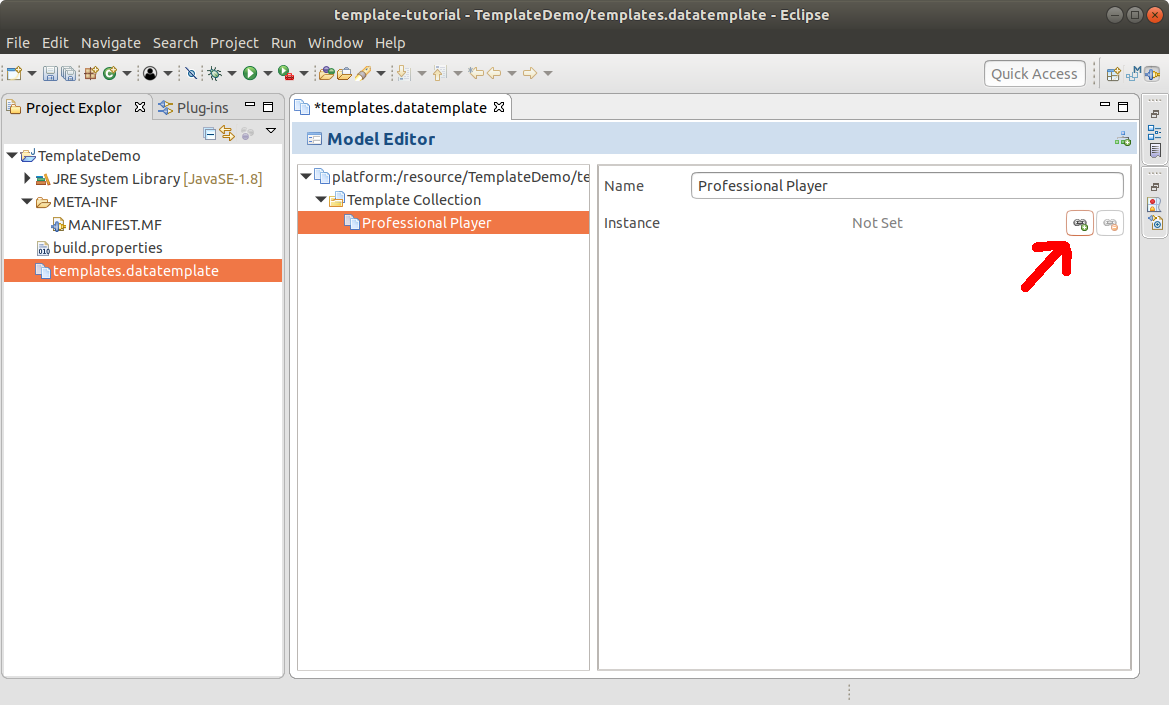 template-tutorial - TemplateDemo/templates.datatemplate - Eclipse
File Edit Navigate Search Project Run Window Help
Quick Access
Project Explor
Plug-ins
TemplateDemo
JRE System Library [JavaSE-1.8]
META-INF
MANIFEST.MF
build.properties
templates.datatemplate
*templates.datatemplate
Model Editor
platform:/resource/TemplateDemo/te
Template Collection
Professional Player
Name Professional Player
Instance Not Set